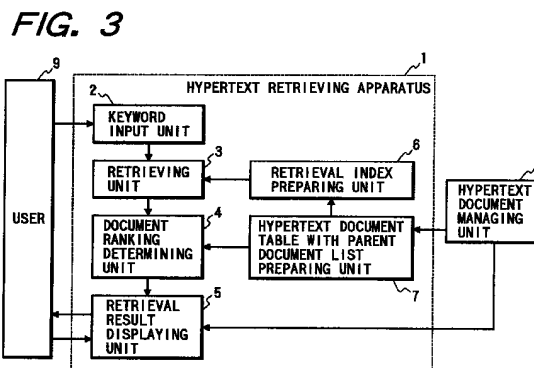 FIG. 3
9
1
HYPERTEXT RETRIEVING APPARATUS
2
KEYWORD
INPUT UNIT
3
RETRIEVING
UNIT
6
RETRIEVAL INDEX
PREPARING UNIT
HYPERTEXT
DOCUMENT
MANAGING
UNIT
USER
4
DOCUMENT
RANKING
DETERMINING
UNIT
HYPERTEXT DOCUMENT
TABLE WITH PARENT
DOCUMENT LIST
PREPARING UNIT
7
5
RETRIEVAL
RESULT
DISPLAYING
UNIT